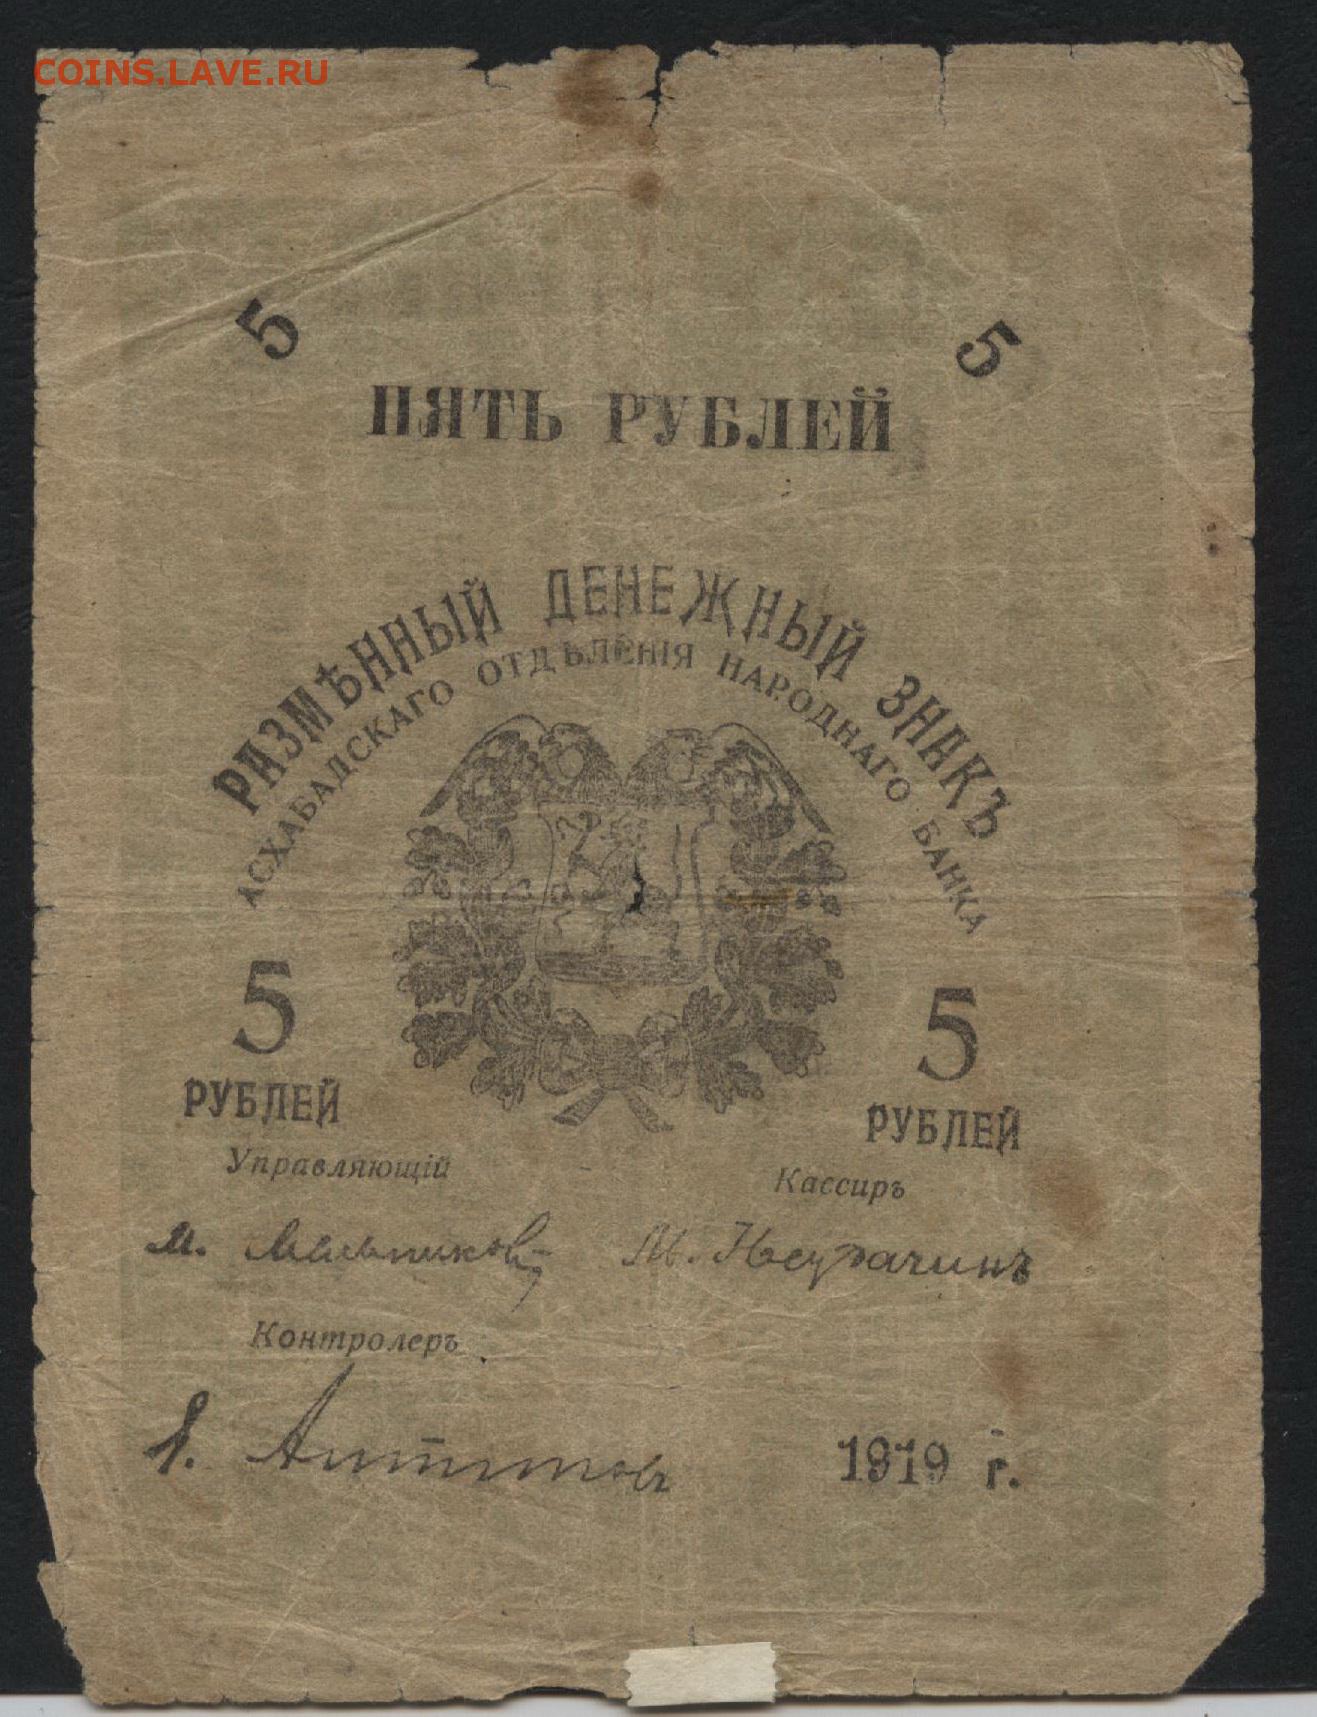 COINS.LAVE.RU
5 5
ПЯТЬ РУБЛЕЙ
РАЗМѢННЫЙ ДЕНЕЖНЫЙ ЗНАКЪ
АСХАБАДСКАГО ОТДѢЛЕНІЯ НАРОДНАГО БАНКА
5 5
РУБЛЕЙ РУБЛЕЙ
Управляющій Кассиръ
М. М.
Контролеръ
1919 г.